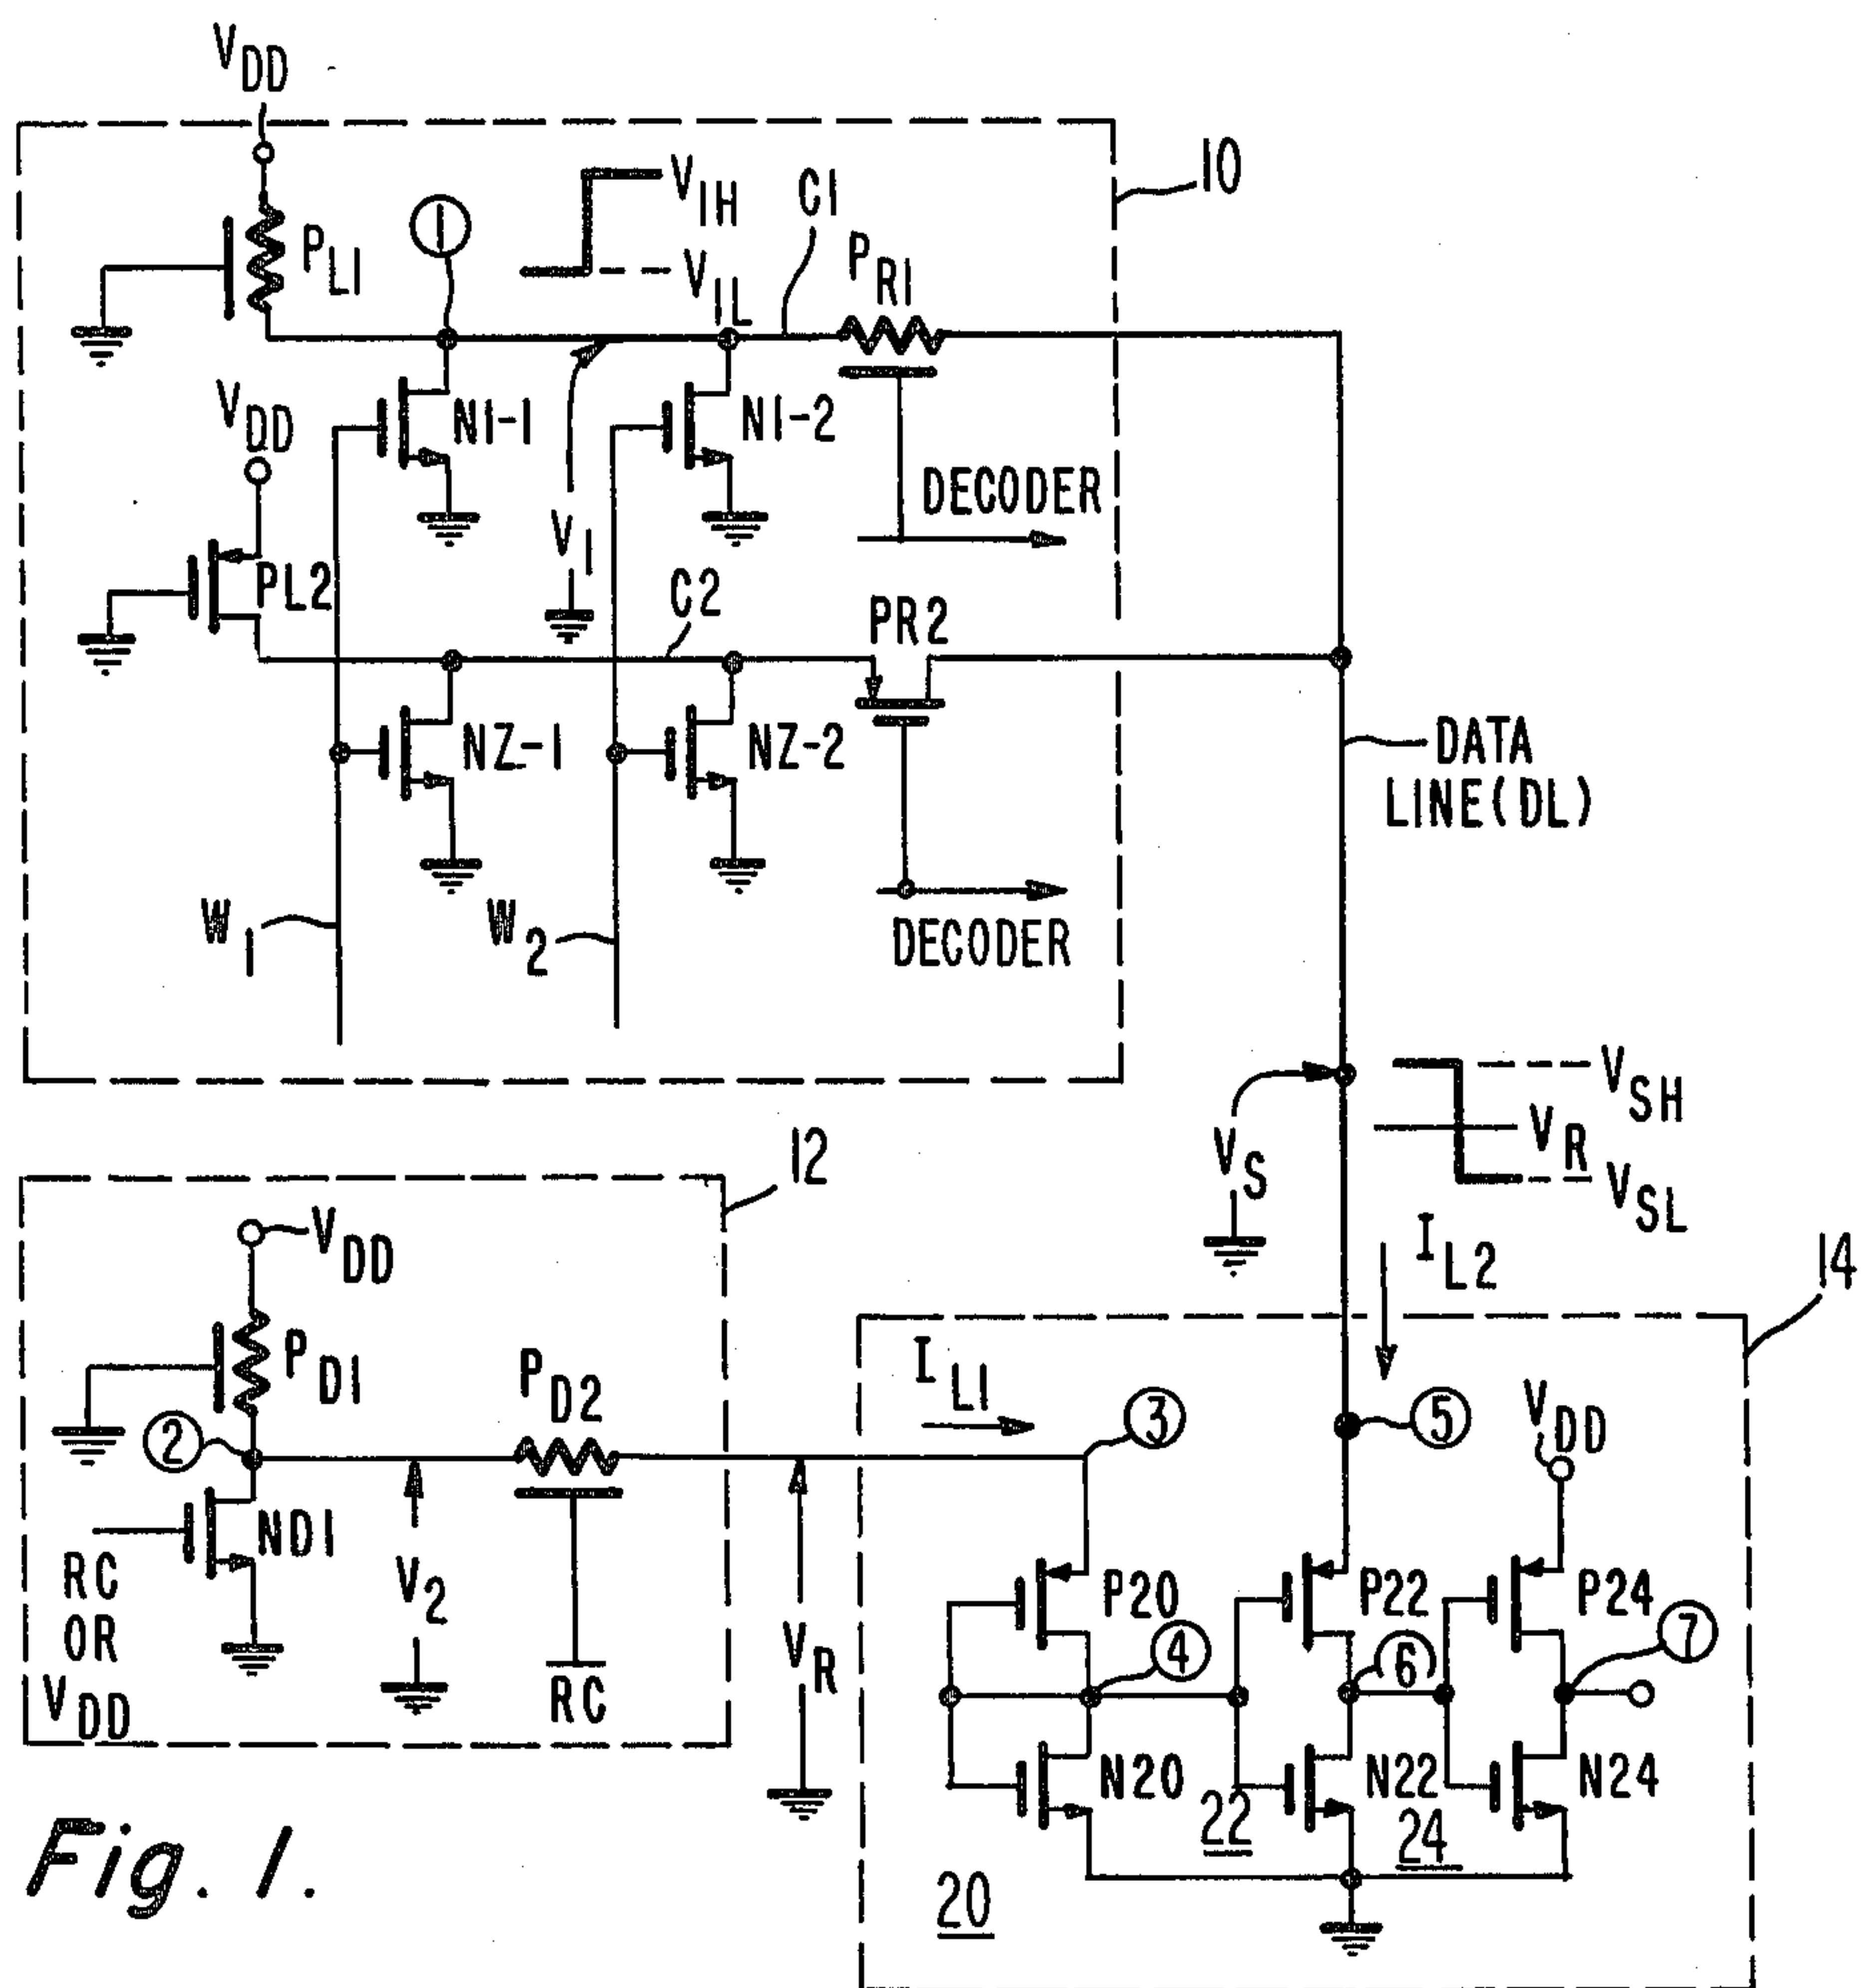 VDD
10
VIH
C1
1
PL1
VIL
PR1
VDD
N1-1
N1-2
DECODER
V1
PL2
C2
PR2
NZ-1
NZ-2
DATA
LINE(DL)
W1
W2
DECODER
VSH
VR
VSL
VS
12
VDD
IL2
14
PD1
PD2
IL1
3
5
VDD
2
ND1
V2
RC
OR
VDD
RC
VR
P20
P22
P24
4
6
7
N20
N22
N24
22
24
20
Fig. 1.